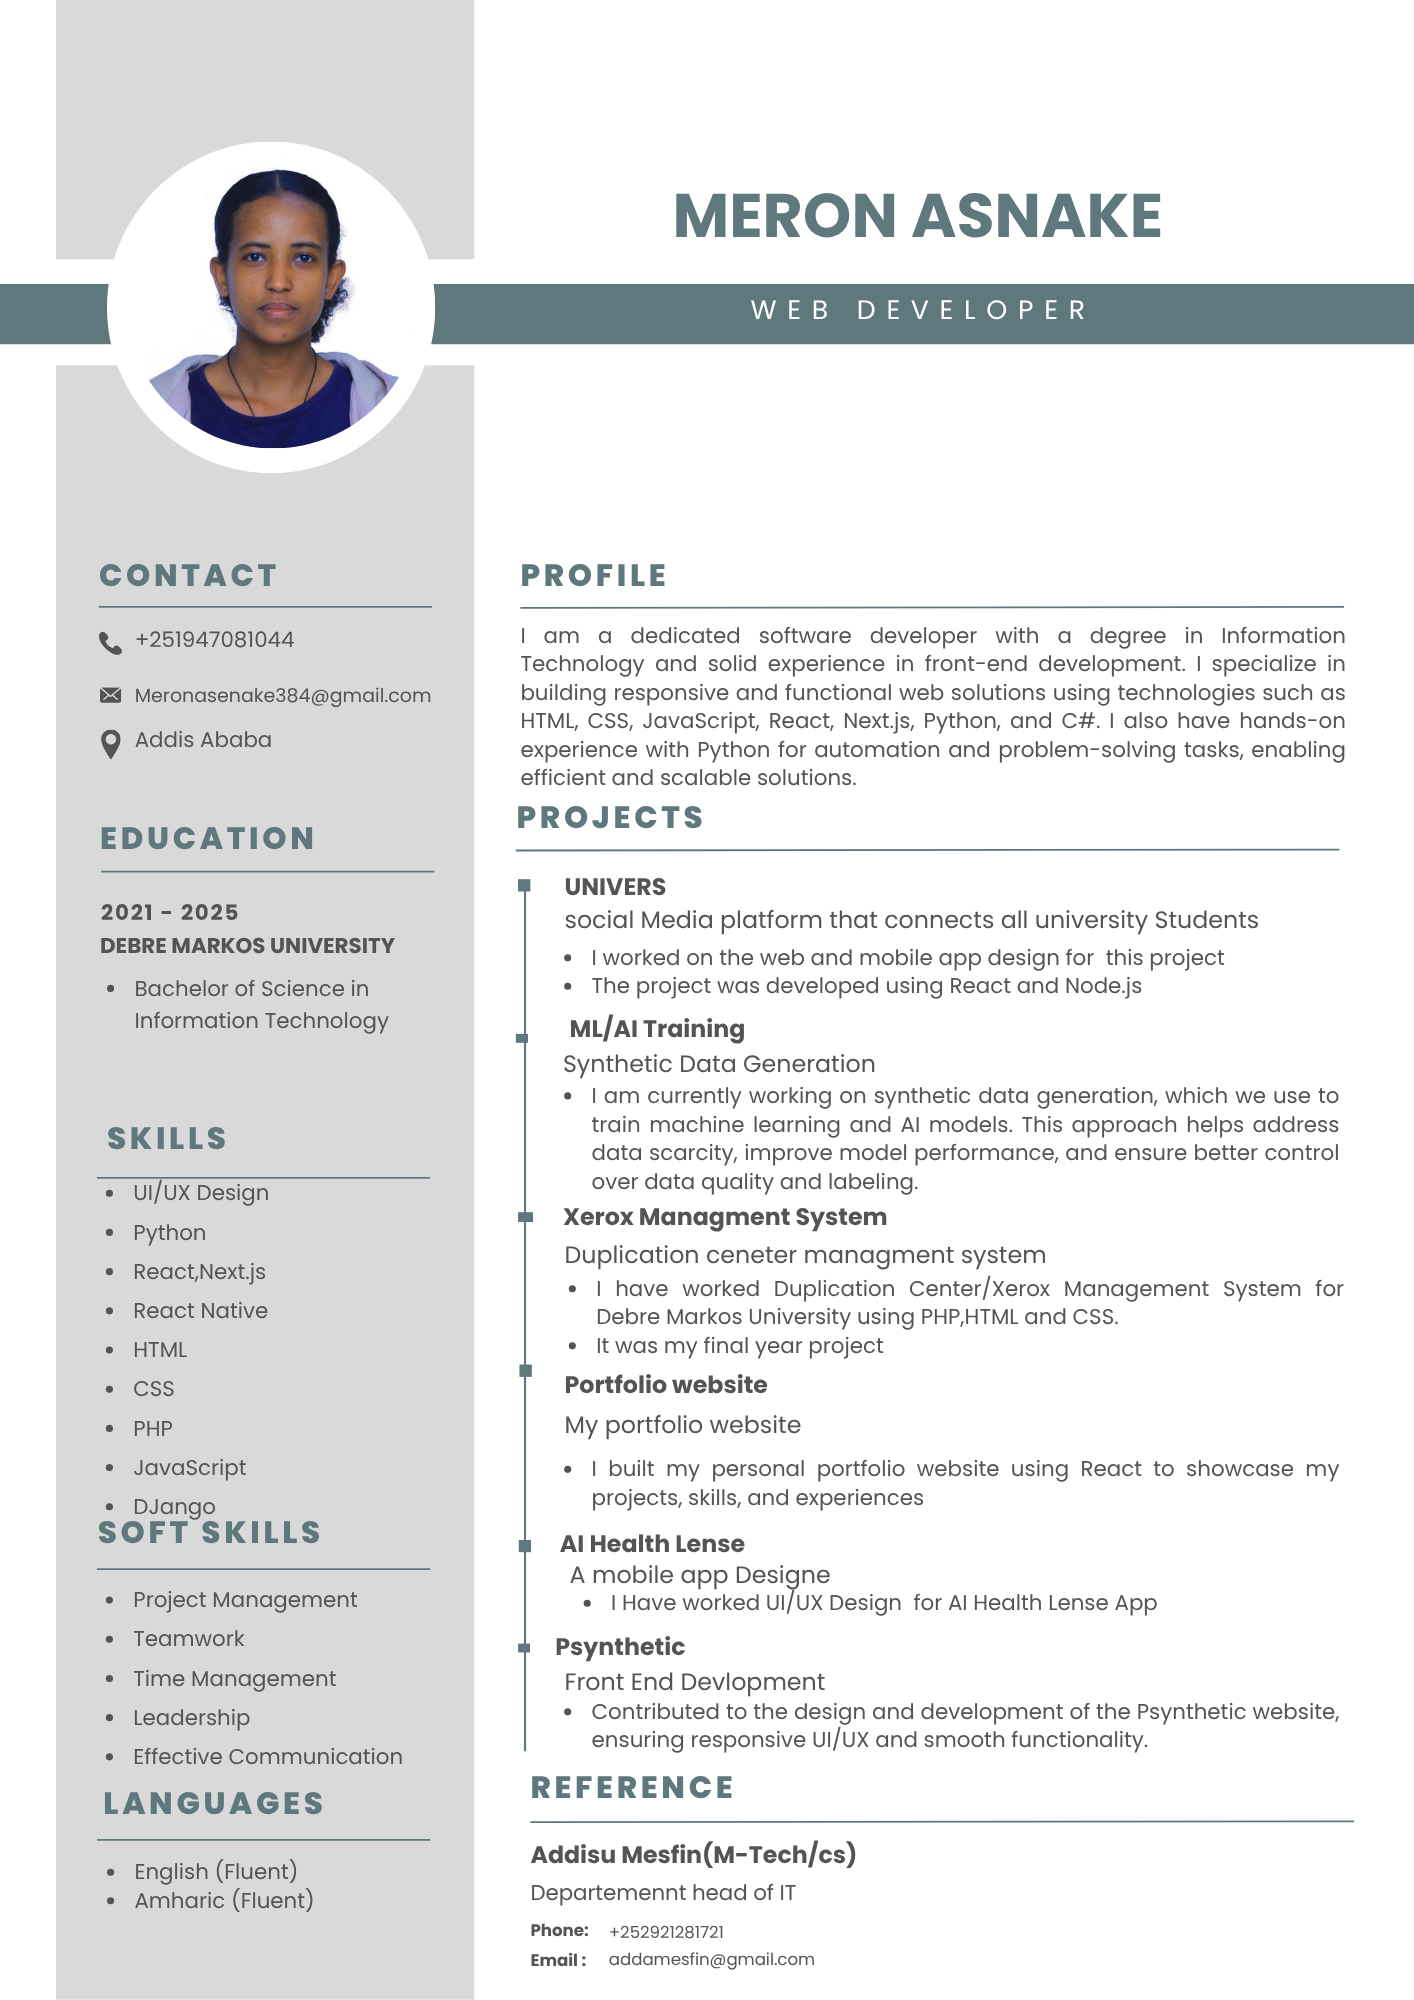 MERON ASNAKE
WEB DEVELOPER
CONTACT
+251947081044
Meronasenake384@gmail.com
Addis Ababa
EDUCATION
2021 - 2025
DEBRE MARKOS UNIVERSITY
• Bachelor of Science in
Information Technology
SKILLS
• UI/UX Design
• Python
• React,Next.js
• React Native
• HTML
• CSS
• PHP
• JavaScript
• DJango
SOFT SKILLS
• Project Management
• Teamwork
• Time Management
• Leadership
• Effective Communication
LANGUAGES
• English (Fluent)
• Amharic (Fluent)
PROFILE
I am a dedicated software developer with a degree in Information
Technology and solid experience in front-end development. I specialize in
building responsive and functional web solutions using technologies such as
HTML, CSS, JavaScript, React, Next.js, Python, and C#. I also have hands-on
experience with Python for automation and problem-solving tasks, enabling
efficient and scalable solutions.
PROJECTS
UNIVERS
social Media platform that connects all university Students
• I worked on the web and mobile app design for this project
• The project was developed using React and Node.js
ML/AI Training
Synthetic Data Generation
• I am currently working on synthetic data generation, which we use to
train machine learning and AI models. This approach helps address
data scarcity, improve model performance, and ensure better control
over data quality and labeling.
Xerox Managment System
Duplication ceneter managment system
• I have worked Duplication Center/Xerox Management System for
Debre Markos University using PHP,HTML and CSS.
• It was my final year project
Portfolio website
My portfolio website
• I built my personal portfolio website using React to showcase my
projects, skills, and experiences
AI Health Lense
A mobile app Designe
• I Have worked UI/UX Design for AI Health Lense App
Psynthetic
Front End Devlopment
• Contributed to the design and development of the Psynthetic website,
ensuring responsive UI/UX and smooth functionality.
REFERENCE
Addisu Mesfin(M-Tech/cs)
Departemennt head of IT
Phone: +252921281721
Email : addamesfin@gmail.com